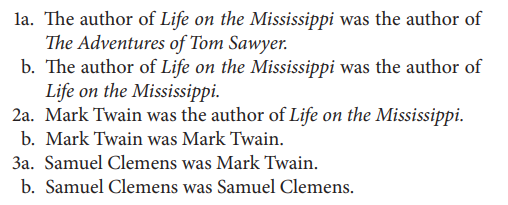 1a. The author of Life on the Mississippi was the author of
The Adventures of Tom Sawyer.
b. The author of Life on the Mississippi was the author of
Life on the Mississippi.
2a. Mark Twain was the author of Life on the Mississippi.
b. Mark Twain was Mark Twain.
3a. Samuel Clemens was Mark Twain.
b. Samuel Clemens was Samuel Clemens.